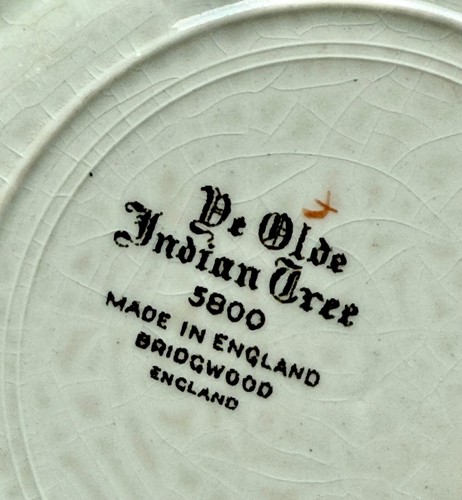 Ye Olde
Indian Tree
5800
MADE IN ENGLAND
BRIDGWOOD
ENGLAND